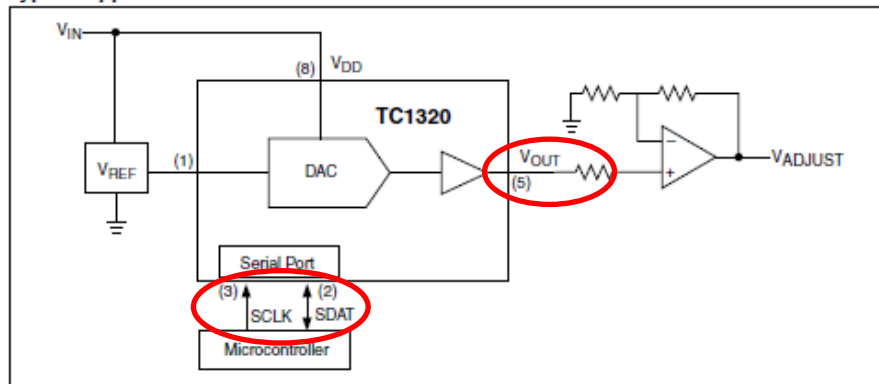 VIN
(8)
VDD
TC1320
VREF
(1)
DAC
VOUT
(5)
−
+
VADJUST
Serial Port
(3)
(2)
SCLK
SDAT
Microcontroller